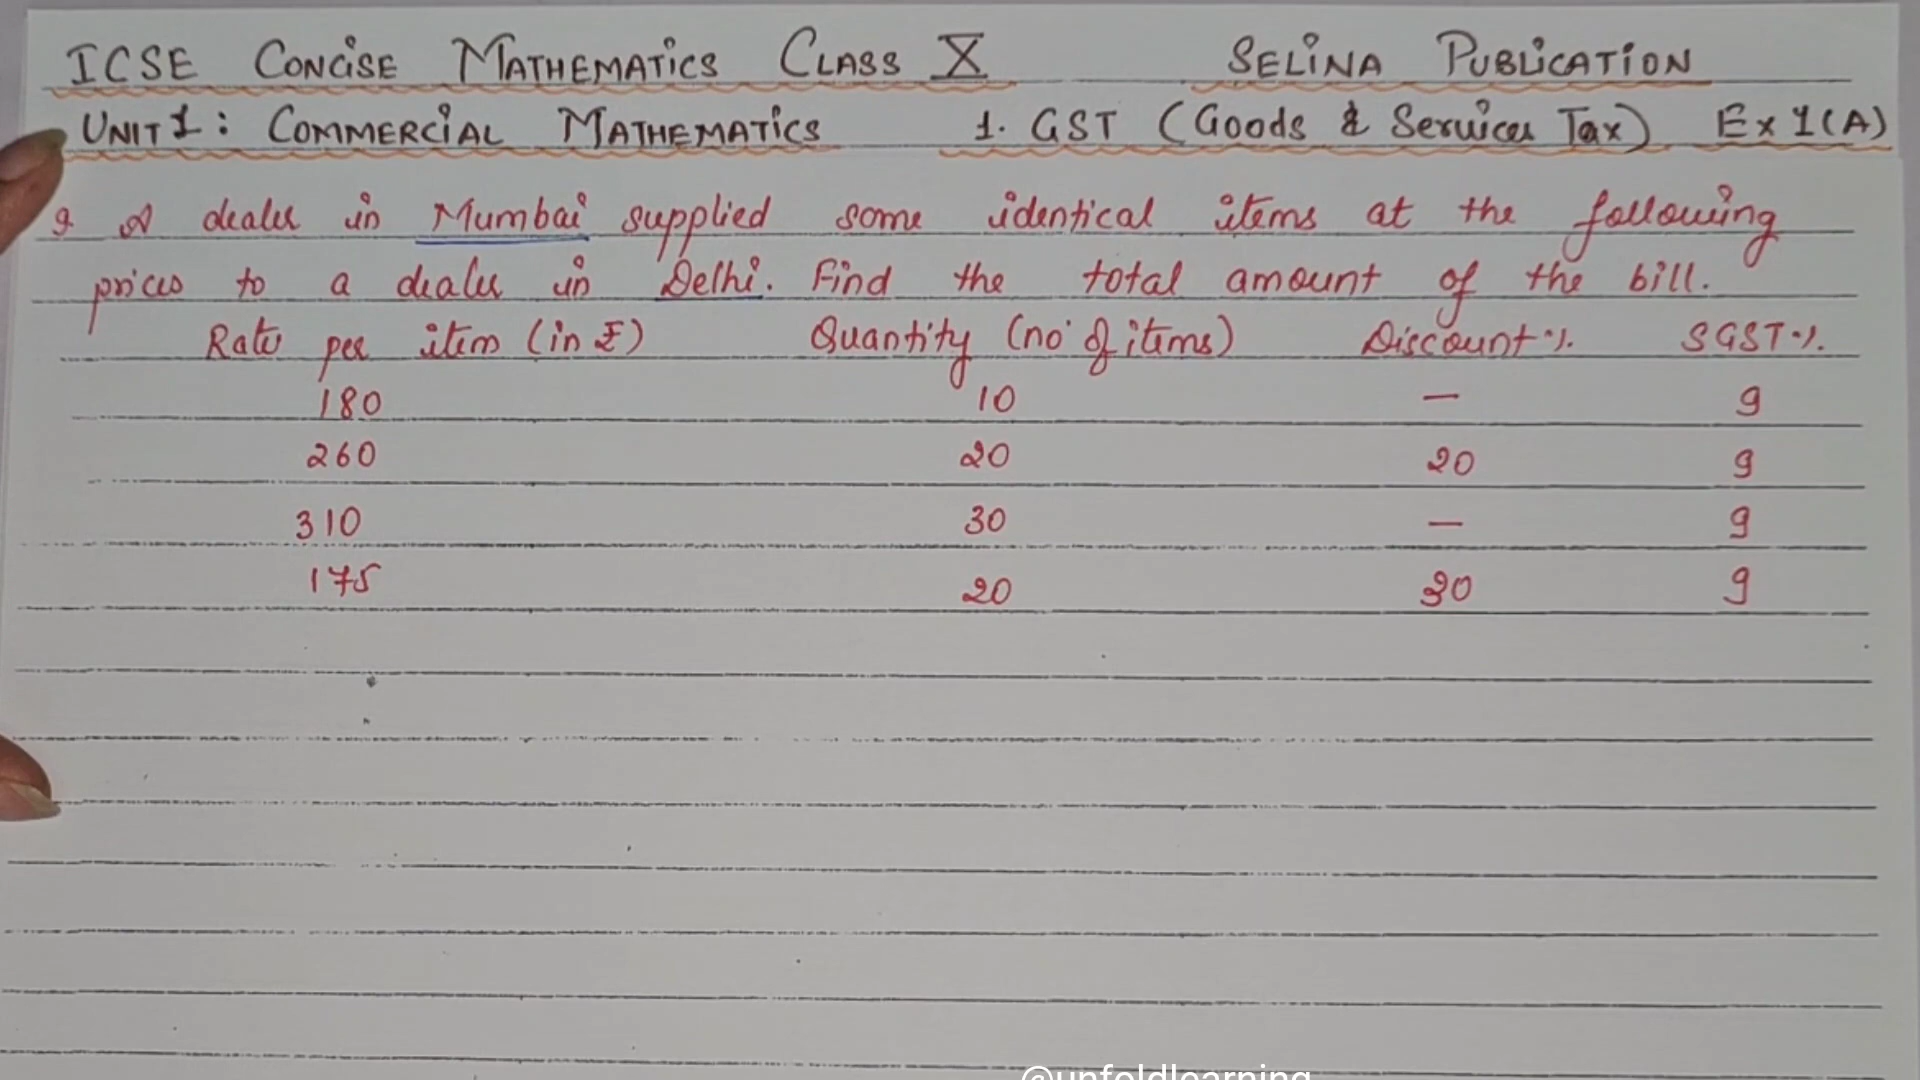 ICSE CONCISE MATHEMATICS CLASS X SELINA PUBLICATION
UNIT 1: COMMERCIAL MATHEMATICS 1. GST (Goods & Services Tax) Ex 1(A)
9 A dealer in Mumbai supplied some identical items at the following
prices to a dealer in Delhi. Find the total amount of the bill.
Rate per item (in ₹) Quantity (no of items) Discount % SGST %
180 10 — 9
260 20 20 9
310 30 — 9
175 20 30 9
@unfoldlearning